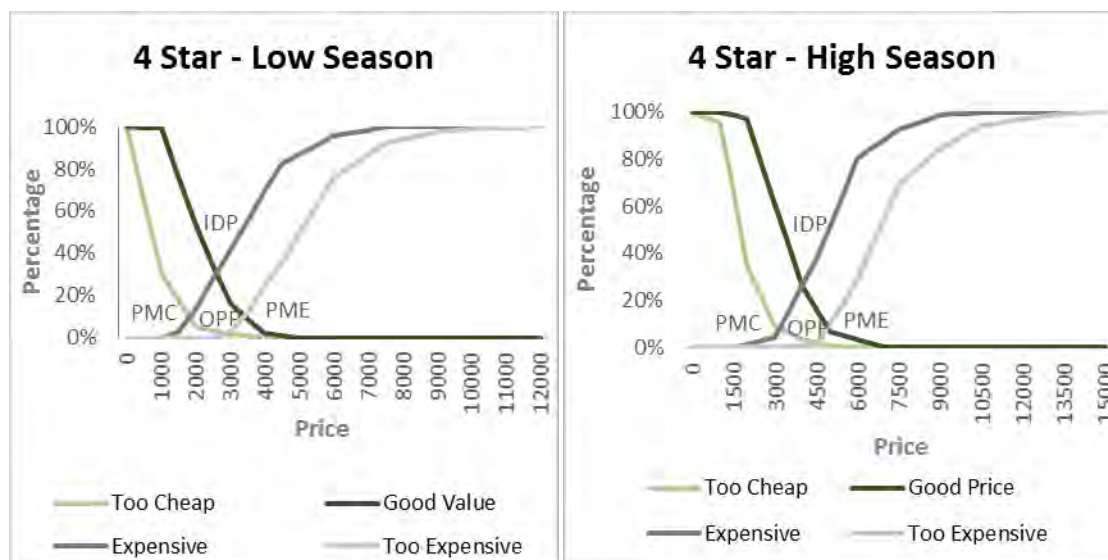 4 Star - Low Season
Percentage
100%
80%
60%
40%
20%
0%
IDP
PMC
OPP
PME
0
1000
2000
3000
4000
5000
6000
7000
8000
9000
10000
11000
12000
Price
Too Cheap
Good Value
Expensive
Too Expensive
4 Star - High Season
Percentage
100%
80%
60%
40%
20%
0%
IDP
PMC
OPP
PME
0
1500
3000
4500
6000
7500
9000
10500
12000
13500
15000
Price
Too Cheap
Good Price
Expensive
Too Expensive